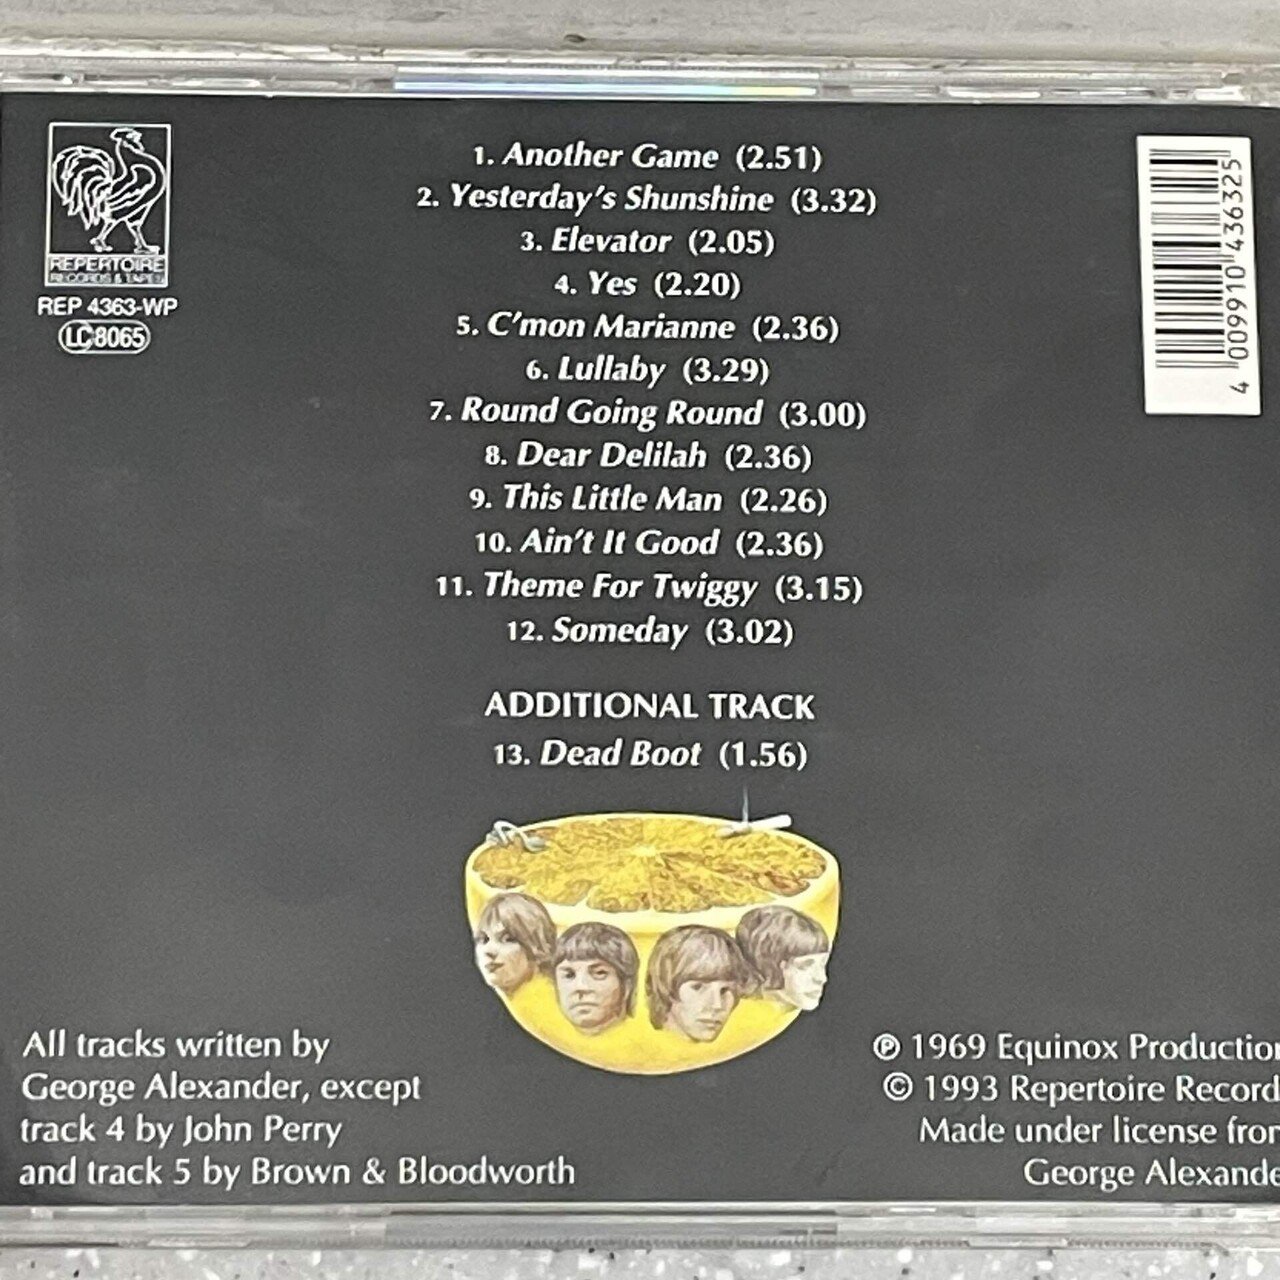 REPERTOIRE
RECORDS & TAPES
REP 4363-WP
LC 8065
1. Another Game (2.51)
2. Yesterday's Shunshine (3.32)
3. Elevator (2.05)
4. Yes (2.20)
5. C'mon Marianne (2.36)
6. Lullaby (3.29)
7. Round Going Round (3.00)
8. Dear Delilah (2.36)
9. This Little Man (2.26)
10. Ain't It Good (2.36)
11. Theme For Twiggy (3.15)
12. Someday (3.02)
ADDITIONAL TRACK
13. Dead Boot (1.56)
4 009910 436325
All tracks written by
George Alexander, except
track 4 by John Perry
and track 5 by Brown & Bloodworth
℗ 1969 Equinox Production
© 1993 Repertoire Record
Made under license from
George Alexande